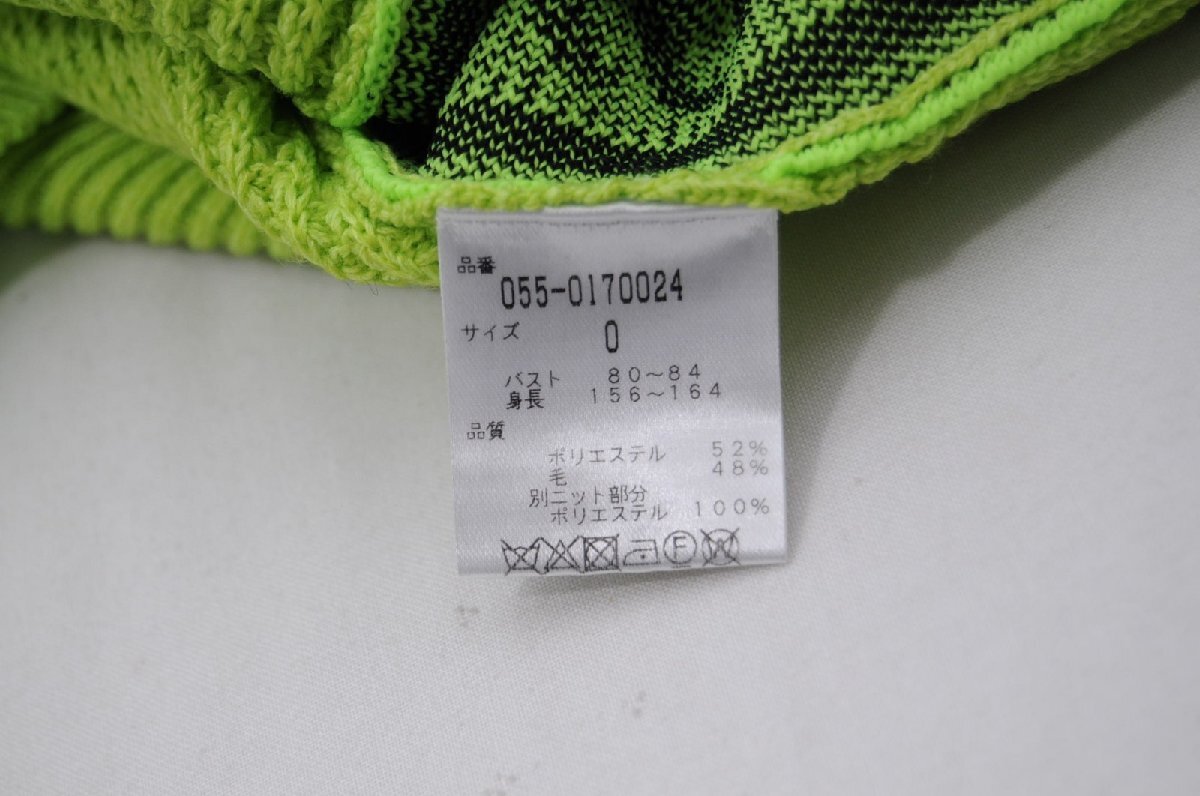 品番
055-0170024
サイズ 0
バスト 80~84
身長 156~164
品質
ポリエステル 52%
毛 48%
別ニット部分
ポリエステル 100%
F